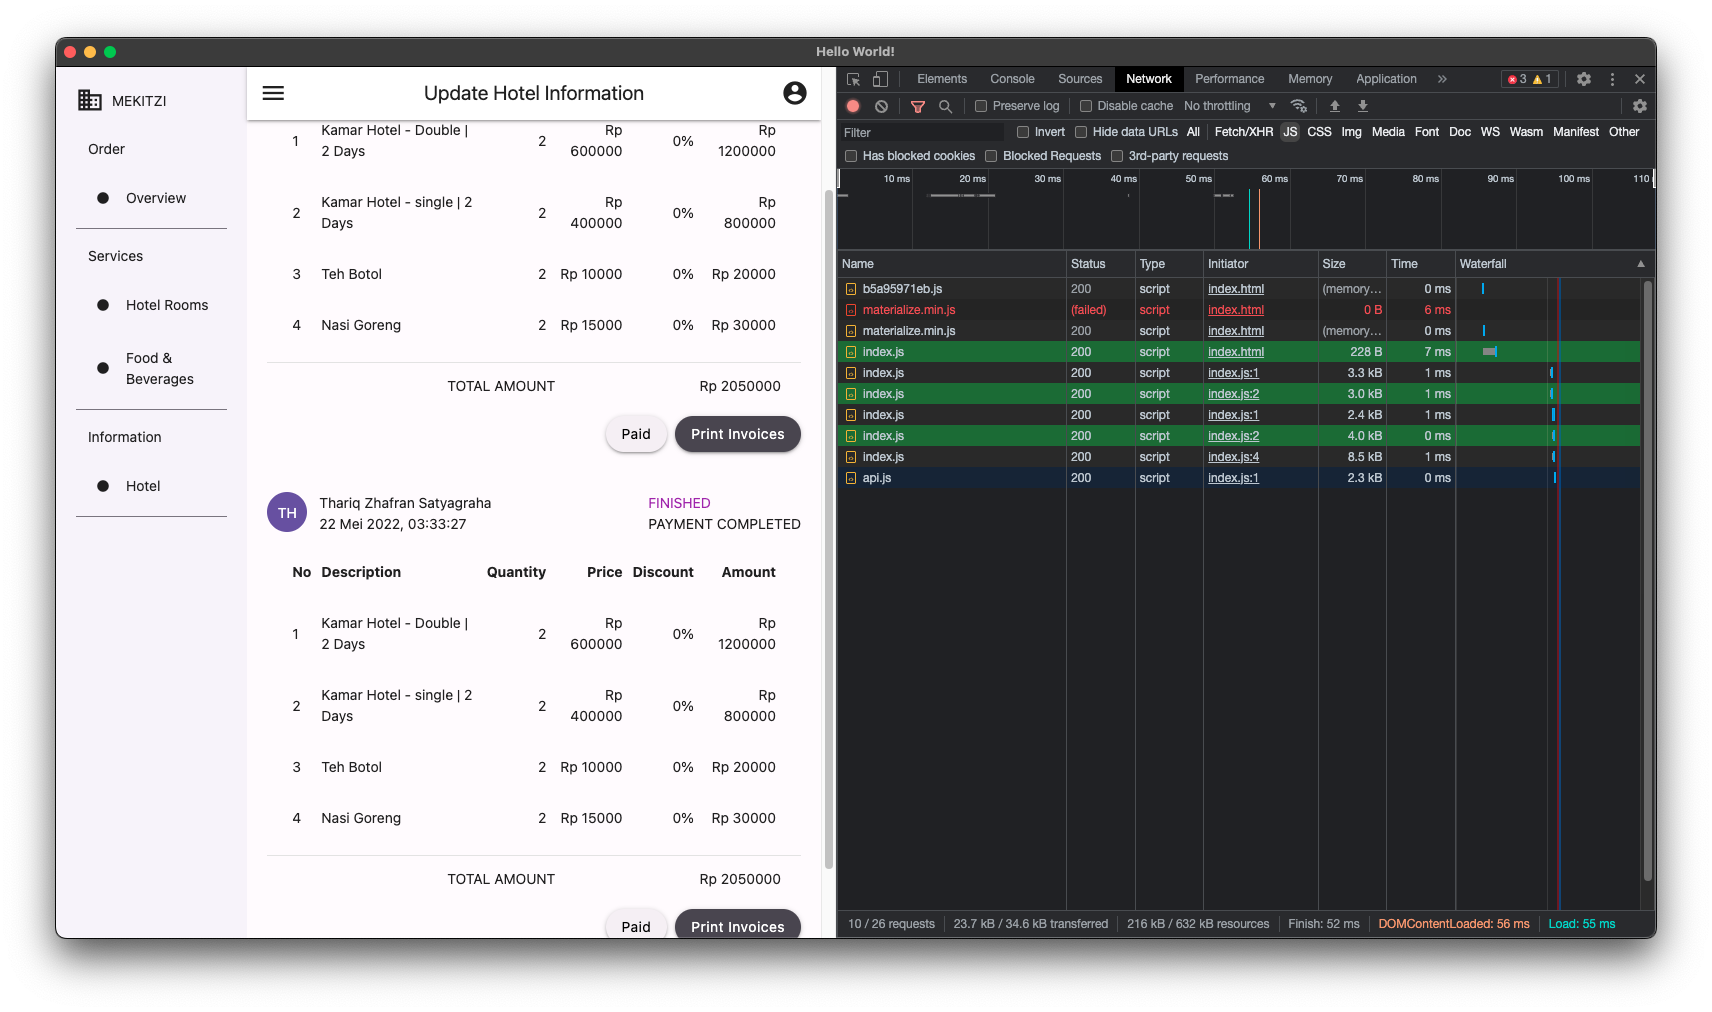 Hello World!
MEKITZI
Order
Overview
Services
Hotel Rooms
Food &
Beverages
Information
Hotel
Update Hotel Information
1 Kamar Hotel - Double | 2 Rp 0% Rp
2 Days 600000 1200000
2 Kamar Hotel - single | 2 2 Rp 0% Rp
Days 400000 800000
3 Teh Botol 2 Rp 10000 0% Rp 20000
4 Nasi Goreng 2 Rp 15000 0% Rp 30000
TOTAL AMOUNT Rp 2050000
Paid Print Invoices
TH
Thariq Zhafran Satyagraha FINISHED
22 Mei 2022, 03:33:27 PAYMENT COMPLETED
No Description Quantity Price Discount Amount
1 Kamar Hotel - Double | 2 Rp 0% Rp
2 Days 600000 1200000
2 Kamar Hotel - single | 2 2 Rp 0% Rp
Days 400000 800000
3 Teh Botol 2 Rp 10000 0% Rp 20000
4 Nasi Goreng 2 Rp 15000 0% Rp 30000
TOTAL AMOUNT Rp 2050000
Paid Print Invoices
Elements Console Sources Network Performance Memory Application » 3 1
Preserve log Disable cache No throttling
Filter Invert Hide data URLs All Fetch/XHR JS CSS Img Media Font Doc WS Wasm Manifest Other
Has blocked cookies Blocked Requests 3rd-party requests
10 ms 20 ms 30 ms 40 ms 50 ms 60 ms 70 ms 80 ms 90 ms 100 ms 110
Name Status Type Initiator Size Time Waterfall
b5a95971eb.js 200 script index.html (memory... 0 ms
materialize.min.js (failed) script index.html 0 B 6 ms
materialize.min.js 200 script index.html (memory... 0 ms
index.js 200 script index.html 228 B 7 ms
index.js 200 script index.js:1 3.3 kB 1 ms
index.js 200 script index.js:2 3.0 kB 1 ms
index.js 200 script index.js:1 2.4 kB 1 ms
index.js 200 script index.js:2 4.0 kB 0 ms
index.js 200 script index.js:4 8.5 kB 1 ms
api.js 200 script index.js:1 2.3 kB 0 ms
10 / 26 requests 23.7 kB / 34.6 kB transferred 216 kB / 632 kB resources Finish: 52 ms DOMContentLoaded: 56 ms Load: 55 ms